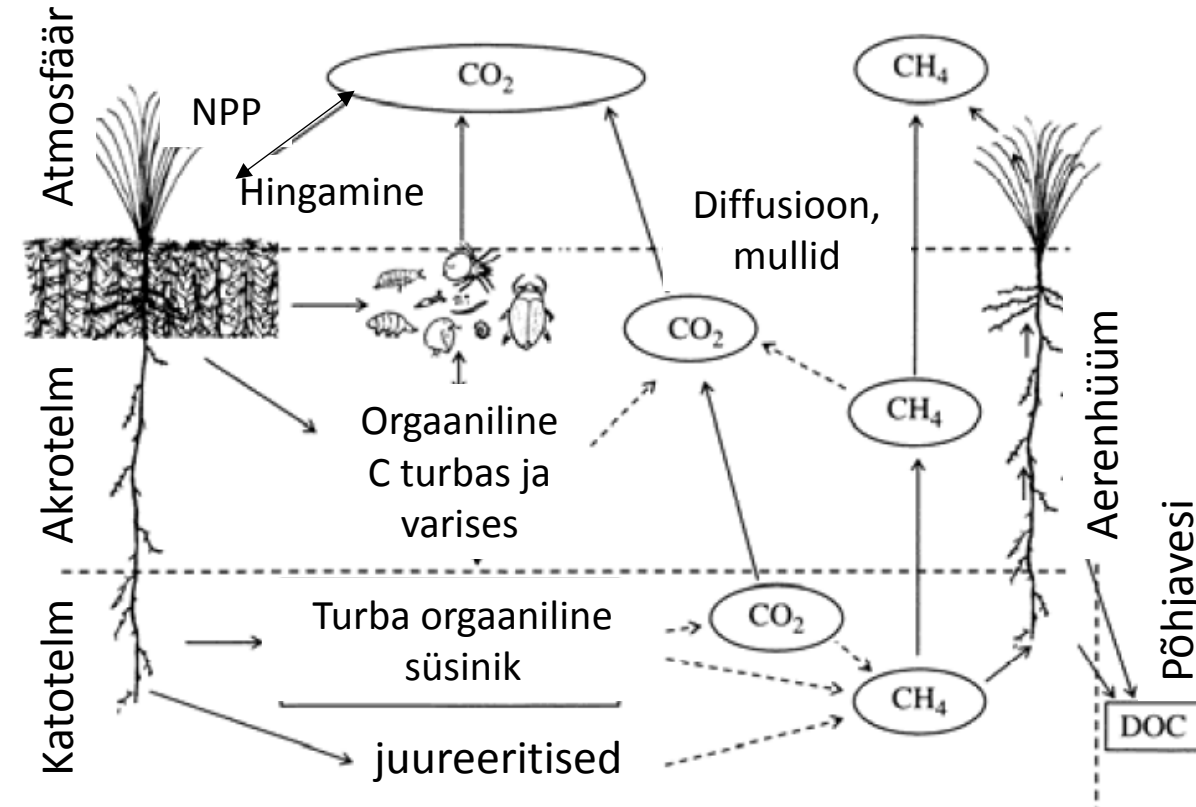 Atmosfäär
NPP
CO₂
CH₄
Hingamine
Diffusioon,
mullid
Akrotelm
CO₂
CH₄
Orgaaniline
C turbas ja
varises
Aerenhüüm
Põhjavesi
Katotelm
Turba orgaaniline
süsinik
CO₂
CH₄
DOC
juureeritised